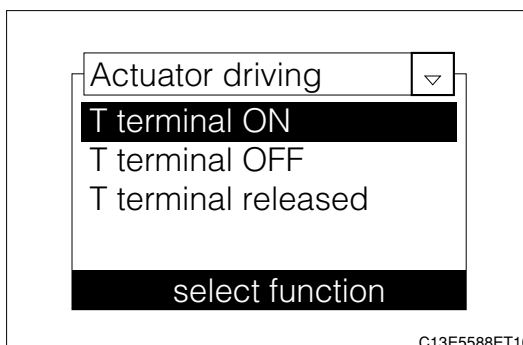 Actuator driving
T terminal ON
T terminal OFF
T terminal released
select function